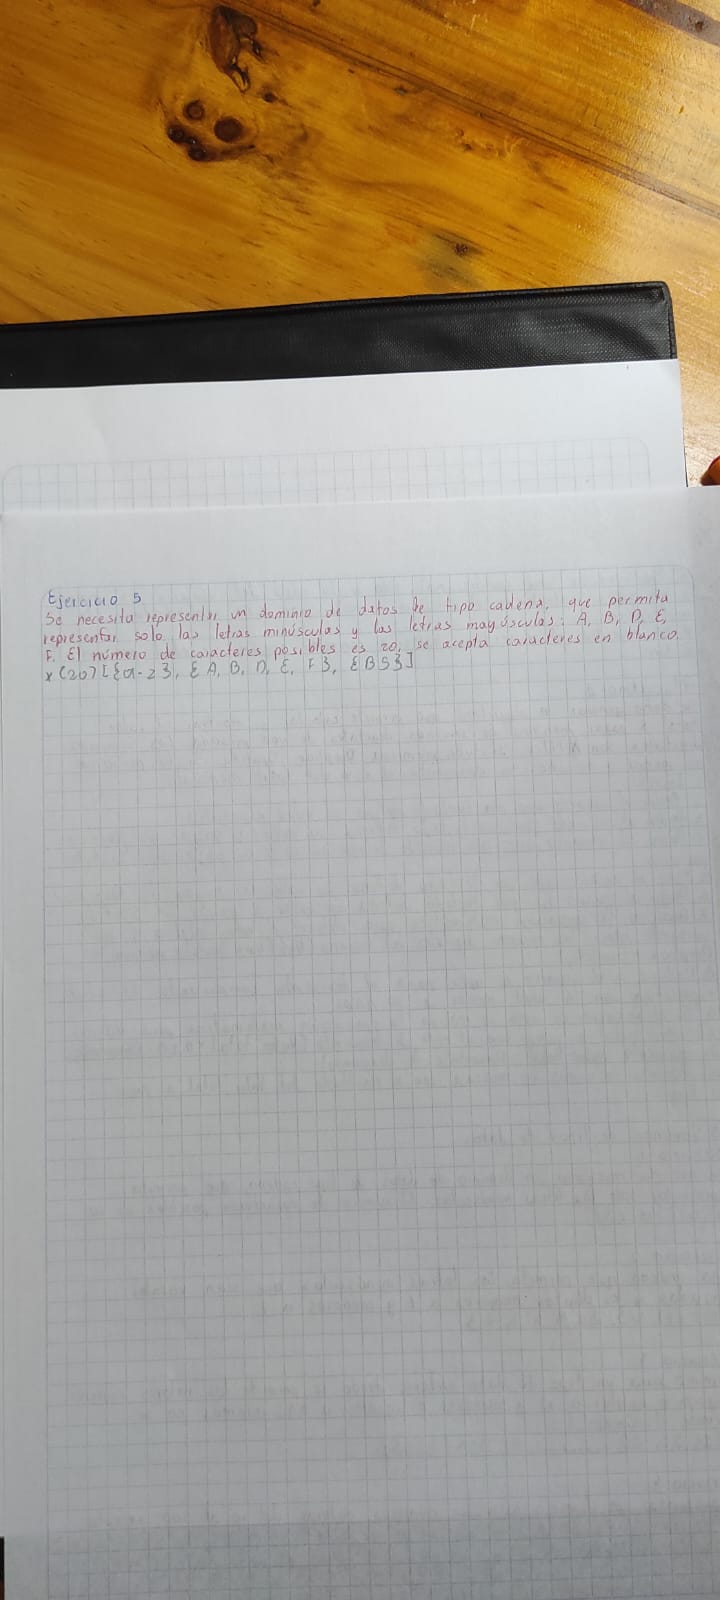 Ejercicio 5
Se necesita representar un dominio de datos de tipo cadena, que permita
representar solo las letras minúsculas y las letras mayúsculas: A, B, D, E,
F. El número de caracteres posibles es 20, se acepta caracteres en blanco.
x(20)[{a-z}, {A, B, D, E, F}, {BS}]